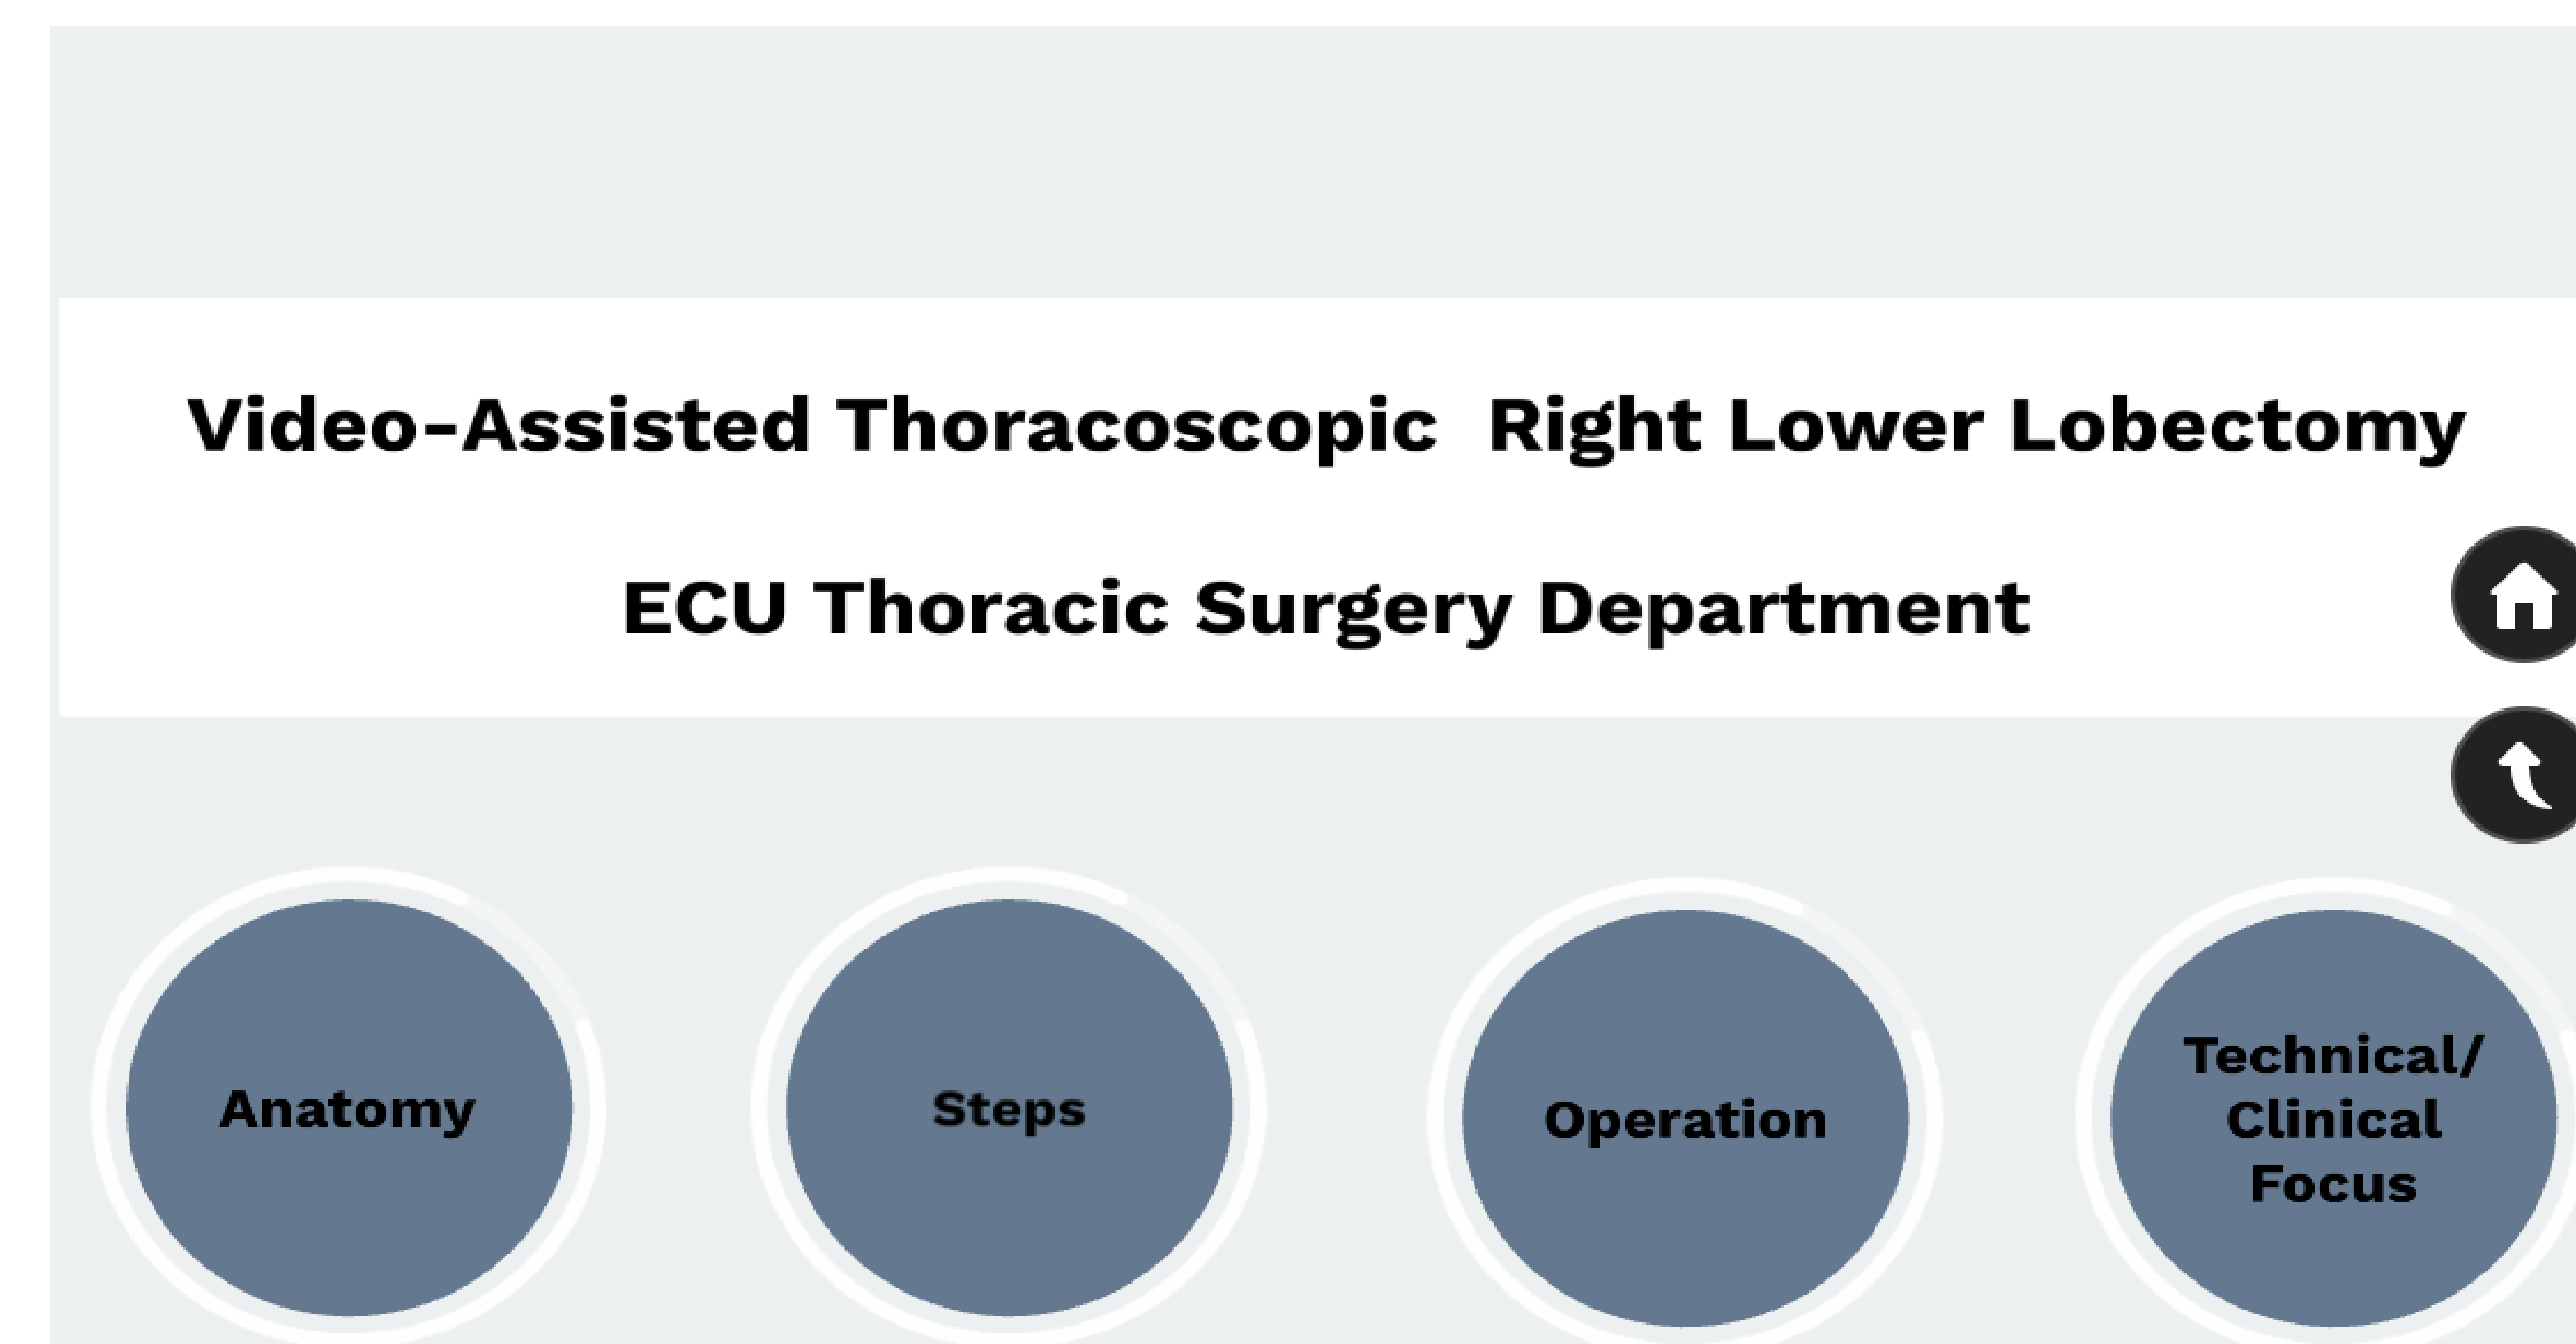 Video-Assisted Thoracoscopic  Right Lower Lobectomy
ECU Thoracic Surgery Department
Anatomy
Steps
Operation
Technical/
Clinical
Focus